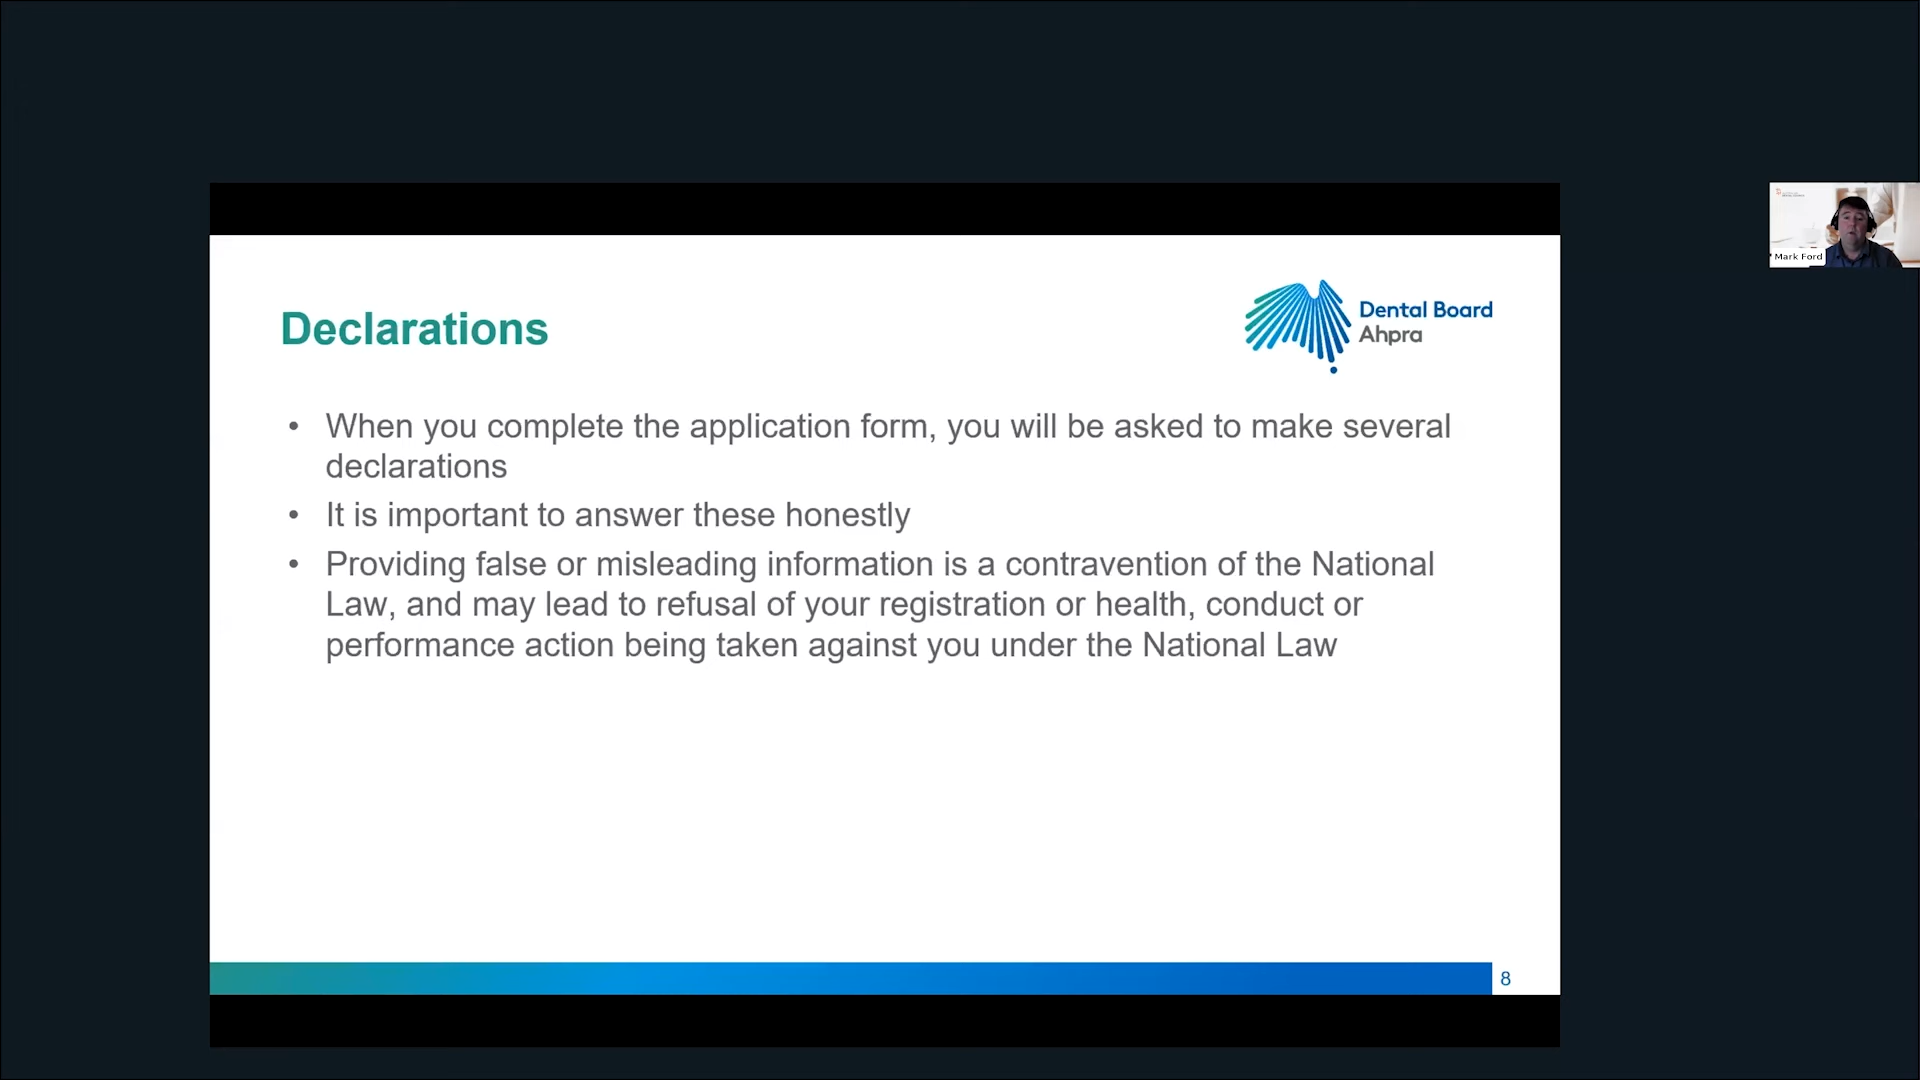 Declarations
Dental Board
Ahpra
• When you complete the application form, you will be asked to make several
declarations
• It is important to answer these honestly
• Providing false or misleading information is a contravention of the National
Law, and may lead to refusal of your registration or health, conduct or
performance action being taken against you under the National Law
8
Mark Ford